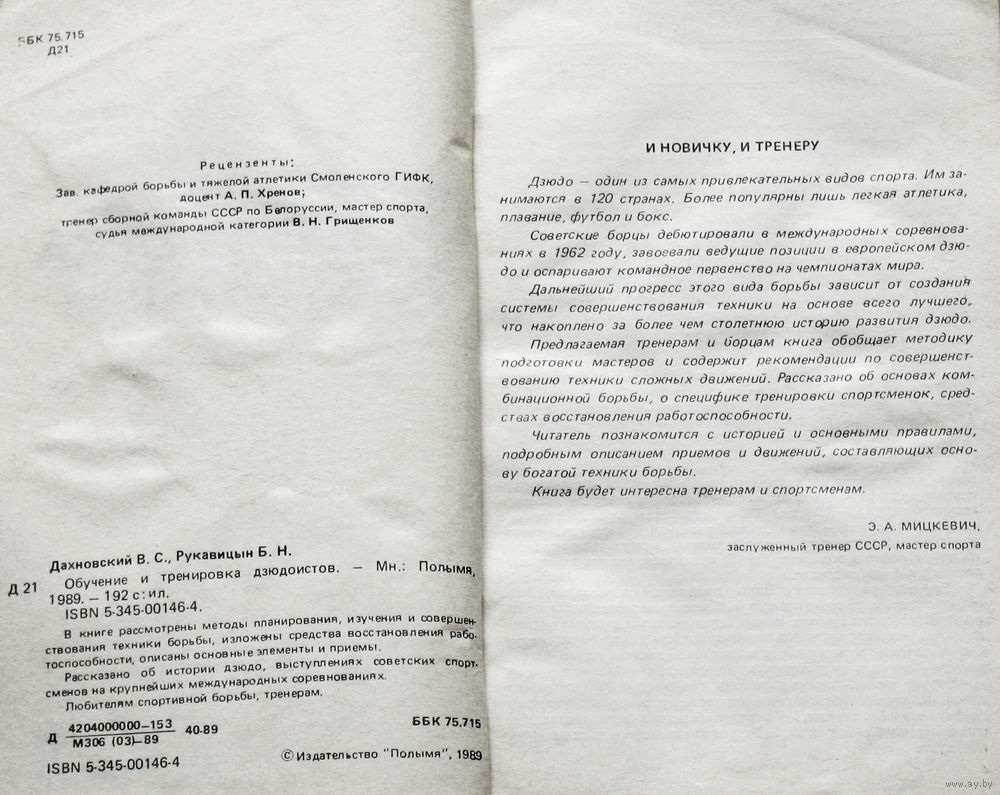 ББК 75.715
Д21
Рецензенты:
Зав. кафедрой борьбы и тяжелой атлетики Смоленского ГИФК,
доцент А. П. Хренов;
тренер сборной команды СССР по Белоруссии, мастер спорта,
судья международной категории В. Н. Грищенков
Дахновский В. С., Рукавицын Б. Н.
Д 21 Обучение и тренировка дзюдоистов. — Мн.: Полымя,
1989. — 192 с: ил.
ISBN 5-345-00146-4.
В книге рассмотрены методы планирования, изучения и совершен-
ствования техники борьбы, изложены средства восстановления рабо-
тоспособности, описаны основные элементы и приемы.
Рассказано об истории дзюдо, выступлениях советских спорт-
сменов на крупнейших международных соревнованиях.
Любителям спортивной борьбы, тренерам.
Д 4204000000—153 40-89
М306 (03)—89
ББК 75.715
ISBN 5-345-00146-4
© Издательство "Полымя", 1989
И НОВИЧКУ, И ТРЕНЕРУ
Дзюдо — один из самых привлекательных видов спорта. Им за-
нимаются в 120 странах. Более популярны лишь легкая атлетика,
плавание, футбол и бокс.
Советские борцы дебютировали в международных соревнова-
ниях в 1962 году, завоевали ведущие позиции в европейском дзю-
до и оспаривают командное первенство на чемпионатах мира.
Дальнейший прогресс этого вида борьбы зависит от создания
системы совершенствования техники на основе всего лучшего,
что накоплено за более чем столетнюю историю развития дзюдо.
Предлагаемая тренерам и борцам книга обобщает методику
подготовки мастеров и содержит рекомендации по совершенст-
вованию техники сложных движений. Рассказано об основах ком-
бинационной борьбы, о специфике тренировки спортсменок, сред-
ствах восстановления работоспособности.
Читатель познакомится с историей и основными правилами,
подробным описанием приемов и движений, составляющих осно-
ву богатой техники борьбы.
Книга будет интересна тренерам и спортсменам.
Э. А. МИЦКЕВИЧ,
заслуженный тренер СССР, мастер спорта
www.ay.by